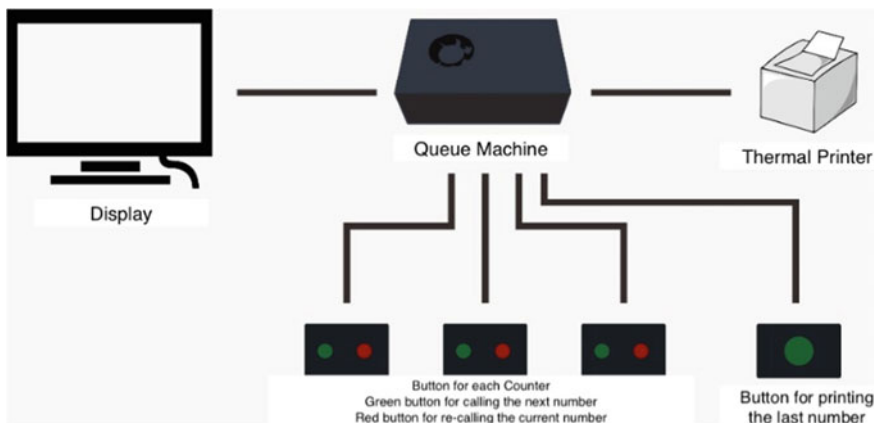 Queue Machine
Thermal Printer
Display
Button for each Counter
Green button for calling the next number
Red button for re-calling the current number
Button for printing
the last number